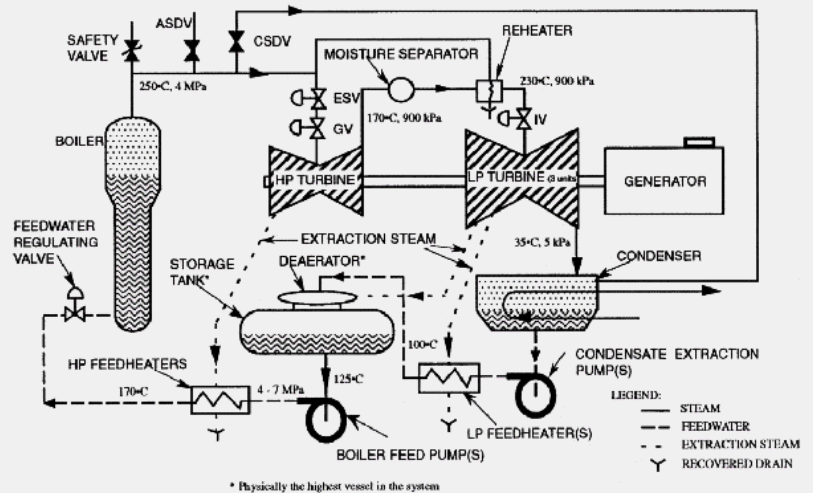 ASDV
SAFETY
VALVE
CSDV
REHEATER
MOISTURE SEPARATOR
250•C, 4 MPa
ESV
170•C, 900 kPa
230•C, 900 kPa
BOILER
GV
IV
HP TURBINE
LP TURBINE (3 units
GENERATOR
FEEDWATER
REGULATING
VALVE
EXTRACTION STEAM
35•C, 5 kPa
CONDENSER
STORAGE
TANK*
DEAERATOR*
100•C
HP FEEDHEATERS
125•C
CONDENSATE EXTRACTION
PUMP(S)
170•C
4 - 7 MPa
LP FEEDHEATER(S)
BOILER FEED PUMP(S)
LEGEND:
STEAM
FEEDWATER
EXTRACTION STEAM
RECOVERED DRAIN
* Physically the highest vessel in the system